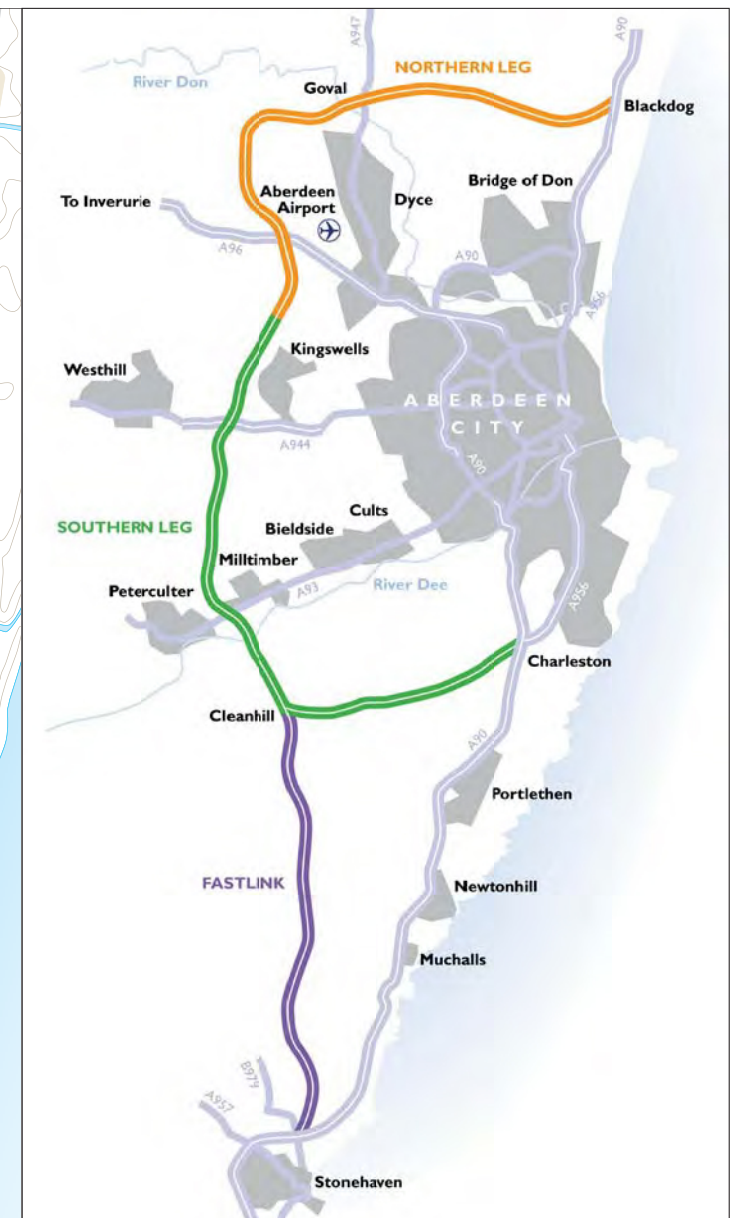 A947
A90
NORTHERN LEG
River Don
Goval
Blackdog
Bridge of Don
Aberdeen
Airport
Dyce
To Inverurie
A96
A90
A956
Kingswells
Westhill
ABERDEEN
CITY
A944
A90
Cults
SOUTHERN LEG
Bieldside
Milltimber
River Dee
Peterculter
A93
A956
Charleston
Cleanhill
A90
Portlethen
FASTLINK
Newtonhill
Muchalls
B979
A957
Stonehaven